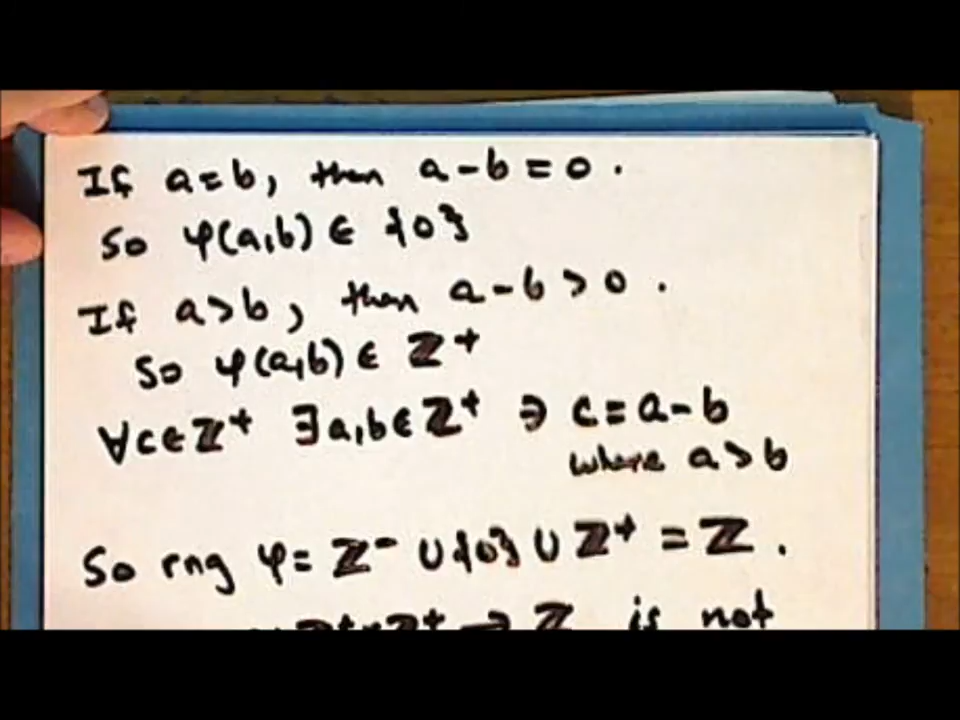 If a=b, then a-b=0.
So φ(a,b) ∈ {0}
If a>b, then a-b>0.
So φ(a,b) ∈ ℤ⁺
∀c∈ℤ⁺ ∃a,b∈ℤ⁺ ∋ c=a-b
where a>b
So rng φ= ℤ⁻ ∪ {0} ∪ ℤ⁺ = ℤ.
ℤ⁺×ℤ⁺ → ℤ is not